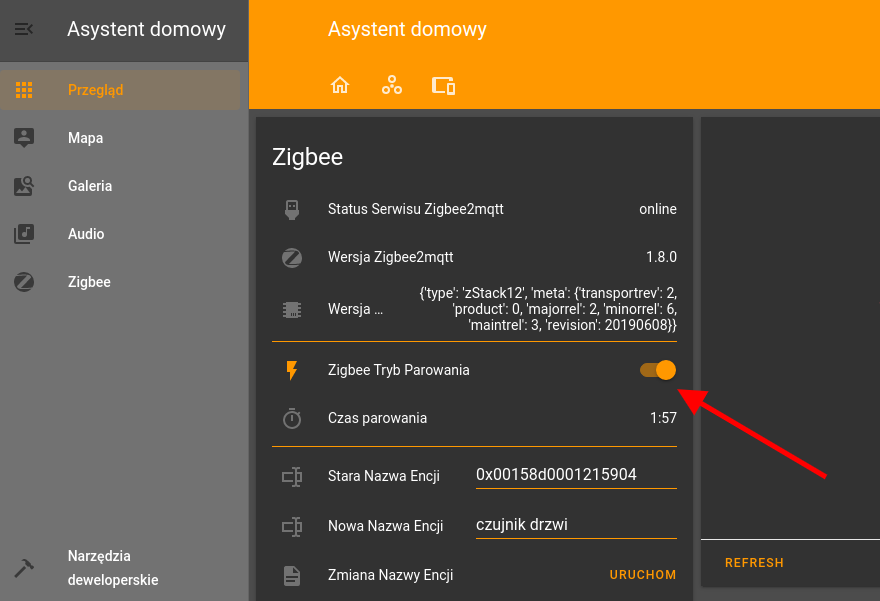 Asystent domowy
Przegląd
Mapa
Galeria
Audio
Zigbee
Narzędzia
deweloperskie
Asystent domowy
Zigbee
Status Serwisu Zigbee2mqtt online
Wersja Zigbee2mqtt 1.8.0
Wersja ... {'type': 'zStack12', 'meta': {'transportrev': 2,
'product': 0, 'majorrel': 2, 'minorrel': 6,
'maintrel': 3, 'revision': 20190608}}
Zigbee Tryb Parowania
Czas parowania 1:57
Stara Nazwa Encji 0x00158d0001215904
Nowa Nazwa Encji czujnik drzwi
Zmiana Nazwy Encji URUCHOM
REFRESH